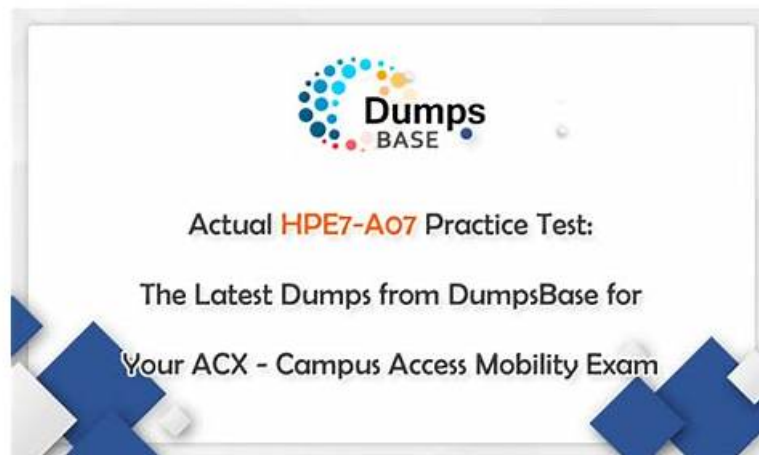 Dumps
BASE
Actual HPE7-A07 Practice Test:
The Latest Dumps from DumpsBase for
Your ACX - Campus Access Mobility Exam